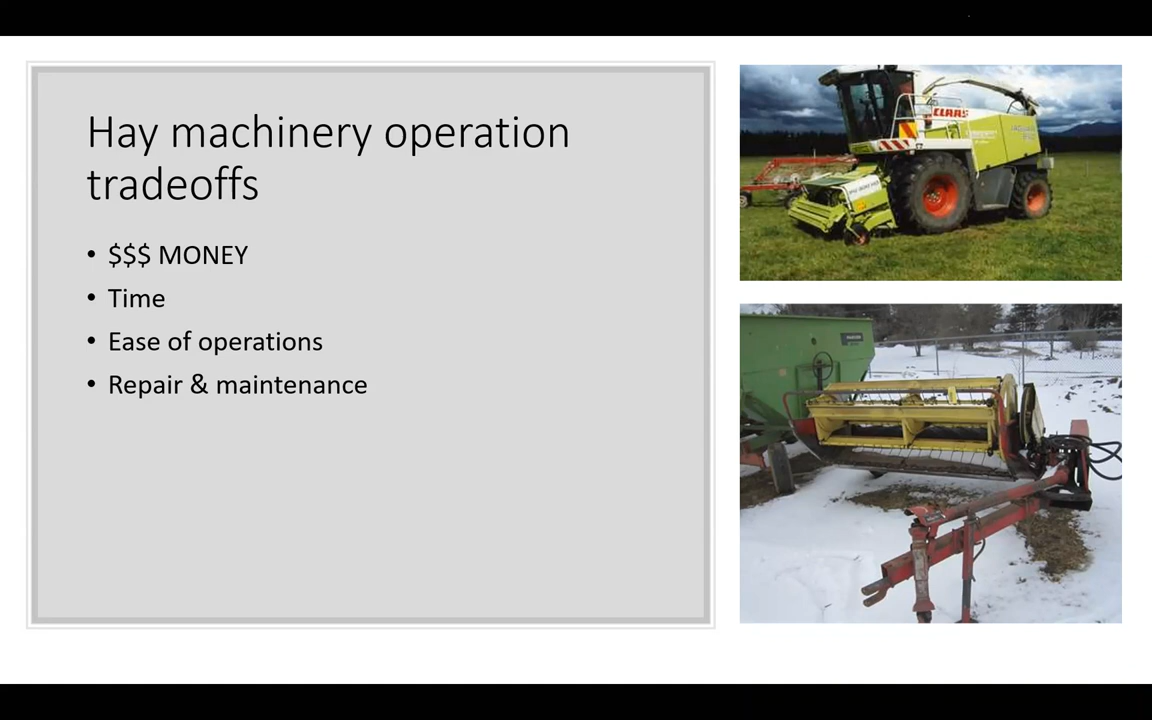 Hay machinery operation
tradeoffs
• $$$ MONEY
• Time
• Ease of operations
• Repair & maintenance
CLAAS